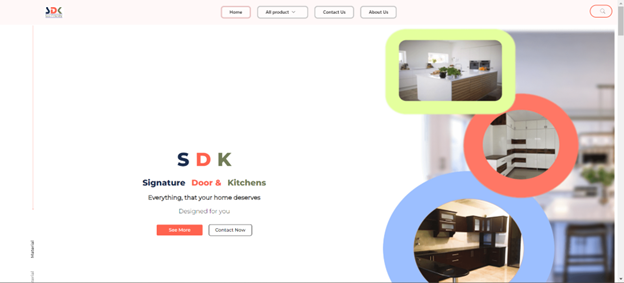 SDK
Home
All product
Contact Us
About Us
S D K
Signature Door & Kitchens
Everything, that your home deserves
Designed for you
See More
Contact Now
Material